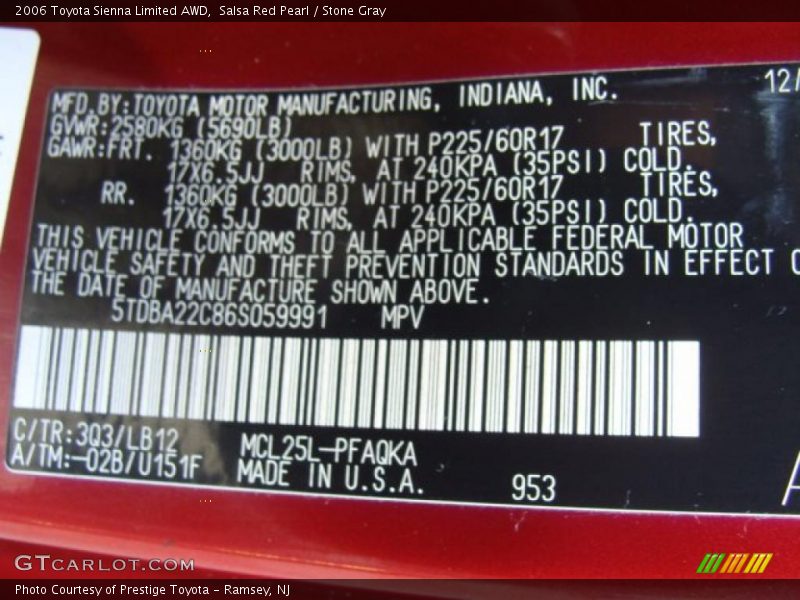 2006 Toyota Sienna Limited AWD,  Salsa Red Pearl / Stone Gray
MFD.BY:TOYOTA MOTOR MANUFACTURING, INDIANA, INC. 12/
GVWR:2580KG (5690LB)
GAWR:FRT. 1360KG (3000LB) WITH P225/60R17 TIRES,
17X6.5JJ RIMS, AT 240KPA (35PSI) COLD.
RR. 1360KG (3000LB) WITH P225/60R17 TIRES,
17X6.5JJ RIMS, AT 240KPA (35PSI) COLD.
THIS VEHICLE CONFORMS TO ALL APPLICABLE FEDERAL MOTOR
VEHICLE SAFETY AND THEFT PREVENTION STANDARDS IN EFFECT
THE DATE OF MANUFACTURE SHOWN ABOVE.
5TDBA22C86S059991 MPV
C/TR:3Q3/LB12 MCL25L-PFAQKA
A/TM:-02B/U151F MADE IN U.S.A. 953
GTCARLOT.COM
Photo Courtesy of Prestige Toyota - Ramsey, NJ